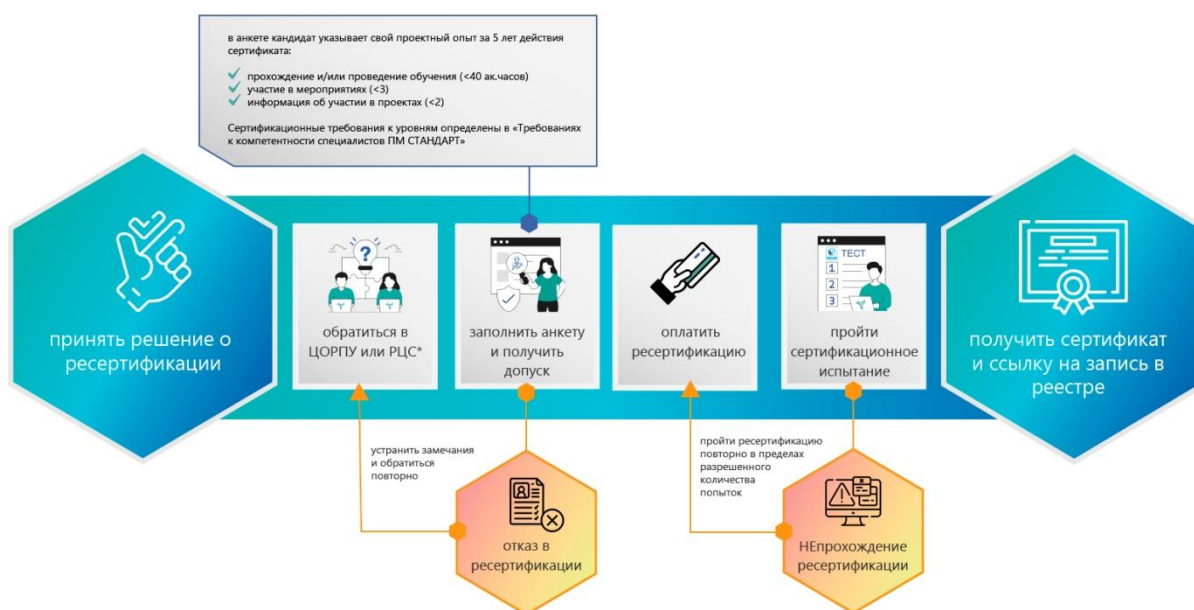 в анкете кандидат указывает свой проектный опыт за 5 лет действия
сертификата:
прохождение и/или проведение обучения (<40 ак.часов)
участие в мероприятиях (<3)
информация об участии в проектах (<2)
Сертификационные требования к уровням определены в «Требованиях
к компетентности специалистов ПМ СТАНДАРТ»
принять решение о
ресертификации
обратиться в
ЦОРПУ или РЦС*
заполнить анкету
и получить
допуск
оплатить
ресертификацию
ТЕСТ
1
2
3
пройти
сертификационное
испытание
получить сертификат
и ссылку на запись в
реестре
устранить замечания
и обратиться
повторно
отказ в
ресертификации
пройти ресертификацию
повторно в пределах
разрешенного
количества
попыток
НЕпрохождение
ресертификации